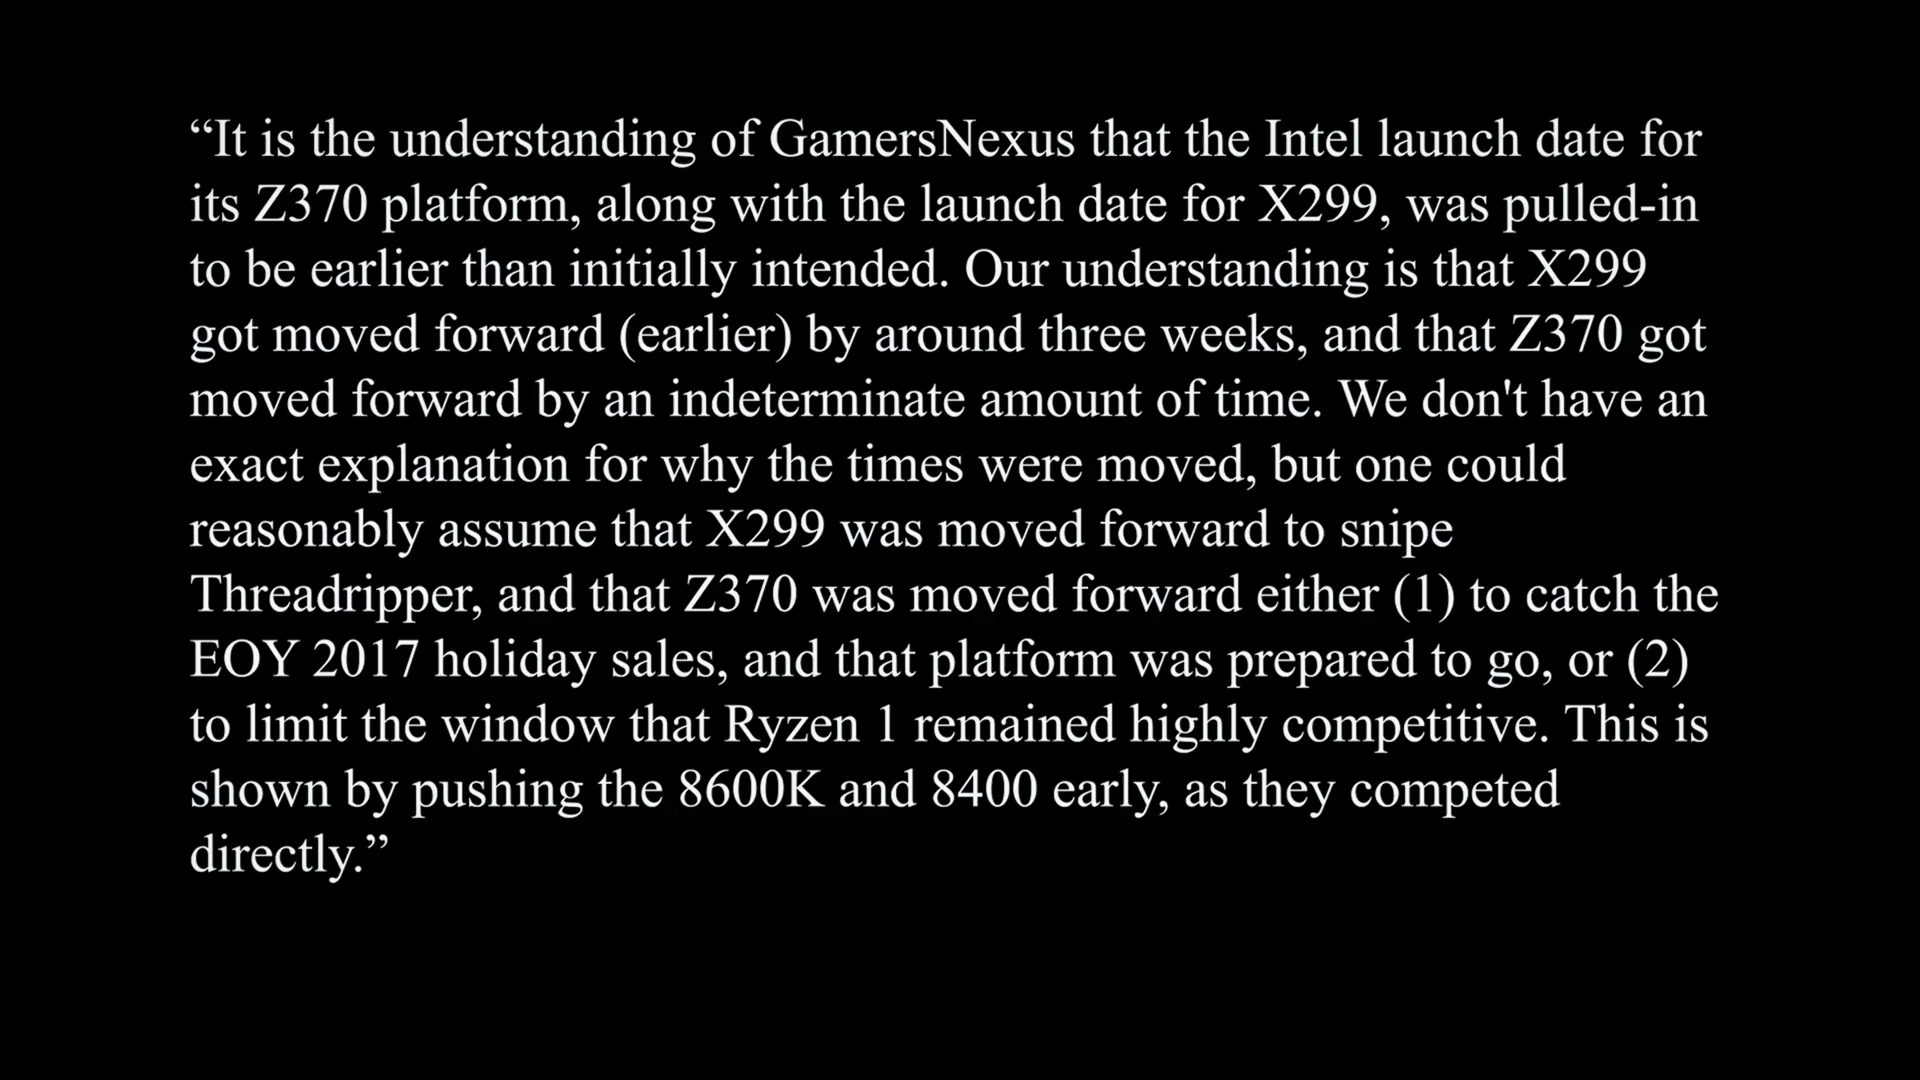 “It is the understanding of GamersNexus that the Intel launch date for
its Z370 platform, along with the launch date for X299, was pulled-in
to be earlier than initially intended. Our understanding is that X299
got moved forward (earlier) by around three weeks, and that Z370 got
moved forward by an indeterminate amount of time. We don't have an
exact explanation for why the times were moved, but one could
reasonably assume that X299 was moved forward to snipe
Threadripper, and that Z370 was moved forward either (1) to catch the
EOY 2017 holiday sales, and that platform was prepared to go, or (2)
to limit the window that Ryzen 1 remained highly competitive. This is
shown by pushing the 8600K and 8400 early, as they competed
directly.”